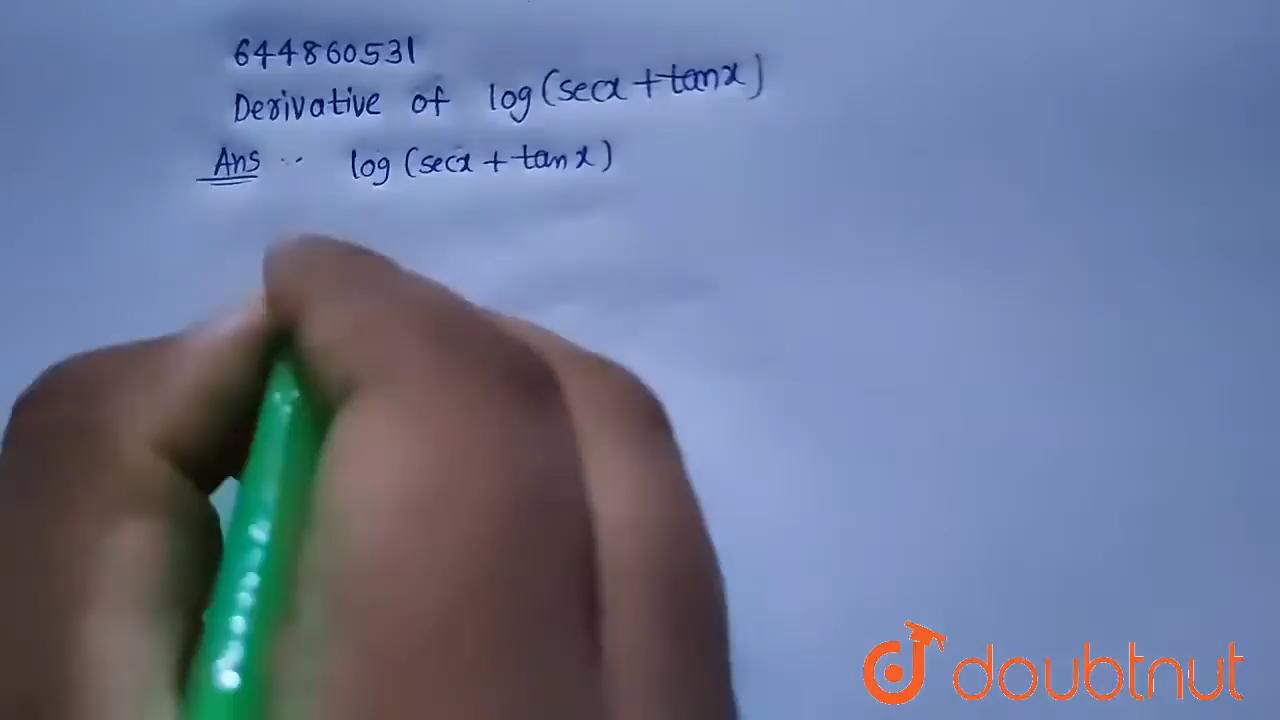 644860531
Derivative of log(secx+tanx)
Ans :- log (secx + tanx)
doubtnut